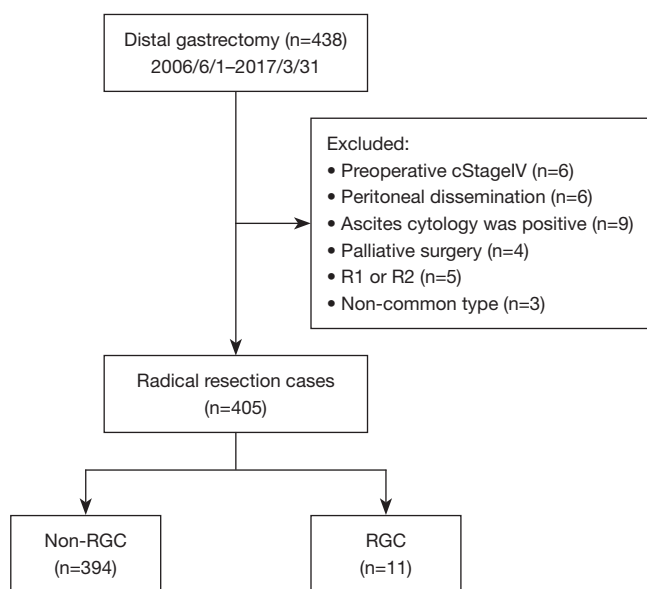 Distal gastrectomy (n=438)
2006/6/1–2017/3/31
Excluded:
• Preoperative cStageIV (n=6)
• Peritoneal dissemination (n=6)
• Ascites cytology was positive (n=9)
• Palliative surgery (n=4)
• R1 or R2 (n=5)
• Non-common type (n=3)
Radical resection cases
(n=405)
Non-RGC
(n=394)
RGC
(n=11)